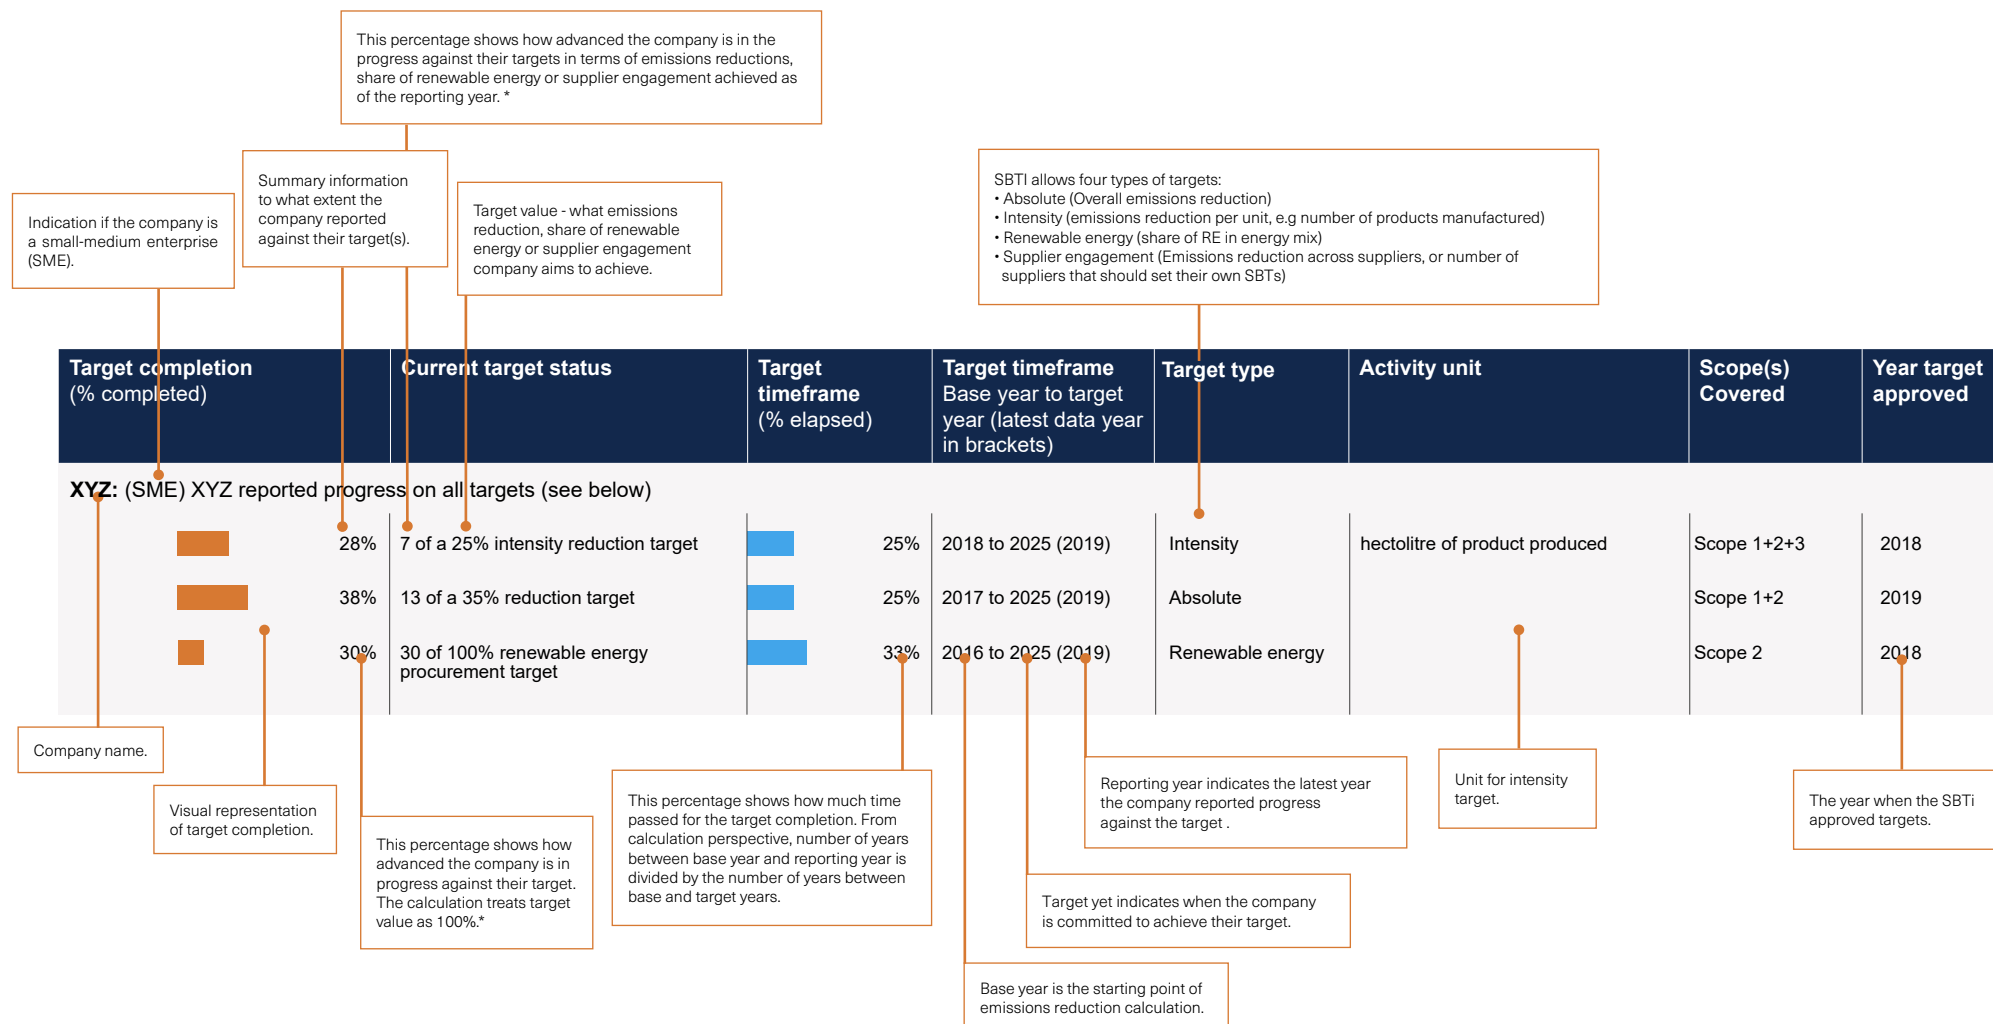 This percentage shows how advanced the company is in the
progress against their targets in terms of emissions reductions,
share of renewable energy or supplier engagement achieved as
of the reporting year. *
Indication if the company is
a small-medium enterprise
(SME).
Summary information
to what extent the
company reported
against their target(s).
Target value - what emissions
reduction, share of renewable
energy or supplier engagement
company aims to achieve.
SBTI allows four types of targets:
• Absolute (Overall emissions reduction)
• Intensity (emissions reduction per unit, e.g number of products manufactured)
• Renewable energy (share of RE in energy mix)
• Supplier engagement (Emissions reduction across suppliers, or number of
suppliers that should set their own SBTs)
Target completion
(% completed)
Current target status
Target
timeframe
(% elapsed)
Target timeframe
Base year to target
year (latest data year
in brackets)
Target type
Activity unit
Scope(s)
Covered
Year target
approved
XYZ: (SME) XYZ reported progress on all targets (see below)
28% 7 of a 25% intensity reduction target 25% 2018 to 2025 (2019) Intensity hectolitre of product produced Scope 1+2+3 2018
38% 13 of a 35% reduction target 25% 2017 to 2025 (2019) Absolute Scope 1+2 2019
30% 30 of 100% renewable energy 33% 2016 to 2025 (2019) Renewable energy Scope 2 2018
procurement target
Company name.
Visual representation
of target completion.
This percentage shows how
advanced the company is in
progress against their target.
The calculation treats target
value as 100%.*
This percentage shows how much time
passed for the target completion. From
calculation perspective, number of years
between base year and reporting year is
divided by the number of years between
base and target years.
Reporting year indicates the latest year
the company reported progress
against the target .
Target yet indicates when the company
is committed to achieve their target.
Base year is the starting point of
emissions reduction calculation.
Unit for intensity
target.
The year when the SBTi
approved targets.